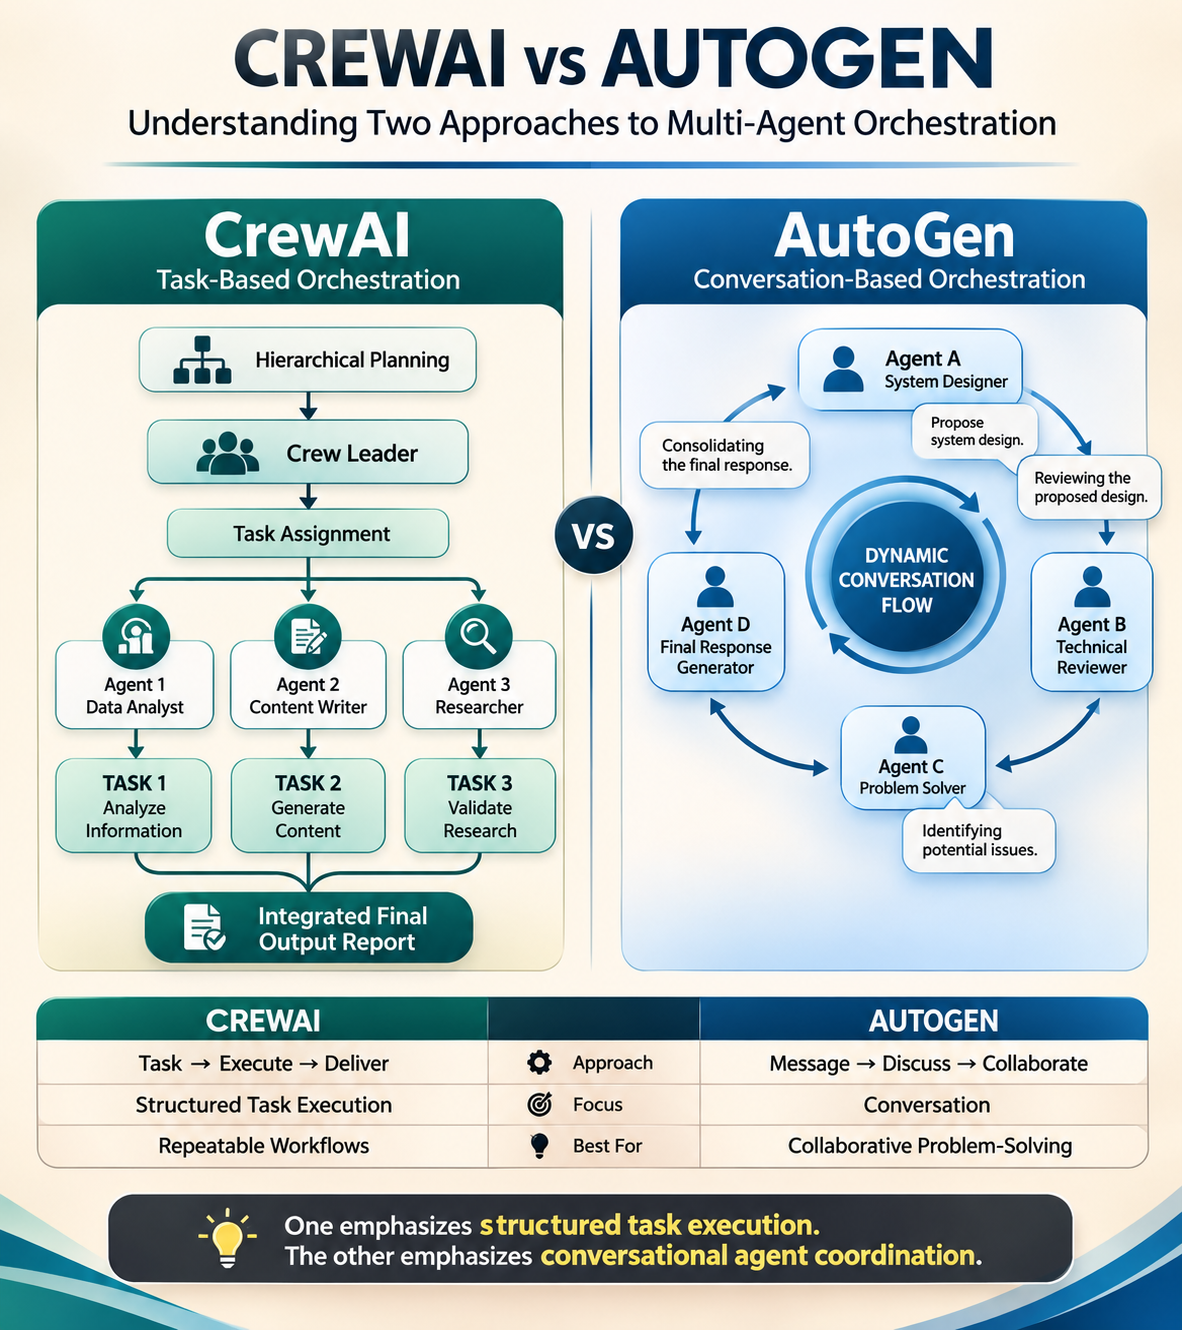 CREWAI vs AUTOGEN
Understanding Two Approaches to Multi-Agent Orchestration
CrewAI
Task-Based Orchestration
Hierarchical Planning
Crew Leader
Task Assignment
Agent 1
Data Analyst
Agent 2
Content Writer
Agent 3
Researcher
TASK 1
Analyze
Information
TASK 2
Generate
Content
TASK 3
Validate
Research
Integrated Final
Output Report
VS
AutoGen
Conversation-Based Orchestration
Agent A
System Designer
Propose
system design.
Consolidating
the final response.
Reviewing the
proposed design.
DYNAMIC
CONVERSATION
FLOW
Agent D
Final Response
Generator
Agent B
Technical
Reviewer
Agent C
Problem Solver
Identifying
potential issues.
CREWAI
AUTOGEN
Task → Execute → Deliver
Approach
Message → Discuss → Collaborate
Structured Task Execution
Focus
Conversation
Repeatable Workflows
Best For
Collaborative Problem-Solving
One emphasizes structured task execution.
The other emphasizes conversational agent coordination.